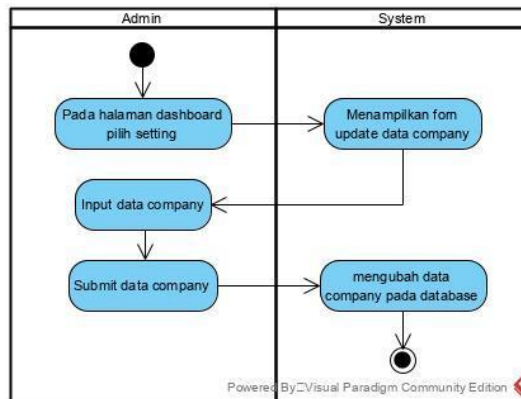 Admin
System
Pada halaman dashboard
pilih setting
Menampilkan forn
update data company
Input data company
Submit data company
mengubah data
company pada database
Powered By Visual Paradigm Community Edition